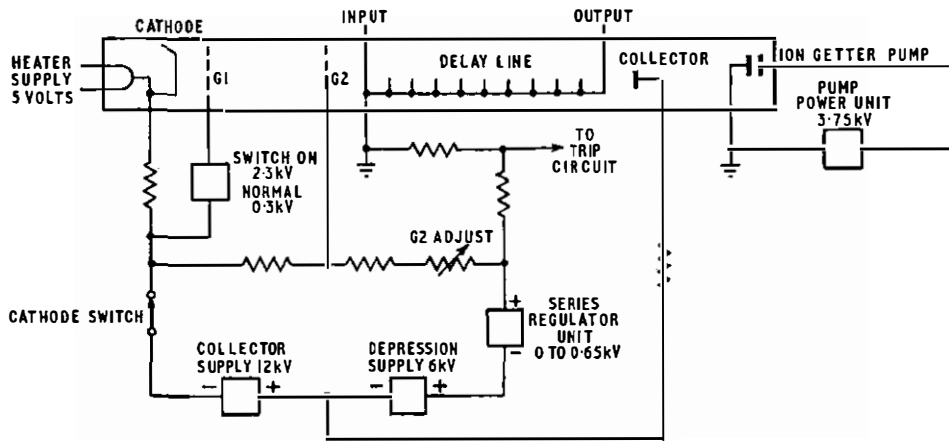 INPUT
OUTPUT
CATHODE
HEATER
SUPPLY
5 VOLTS
G1
G2
DELAY LINE
COLLECTOR
ION GETTER PUMP
PUMP
POWER UNIT
3·75kV
SWITCH ON
2·3kV
NORMAL
0·3kV
TO
TRIP
CIRCUIT
G2 ADJUST
CATHODE SWITCH
+
SERIES
REGULATOR
UNIT
0 TO 0·65kV
-
COLLECTOR
SUPPLY 12kV
DEPRESSION
SUPPLY 6kV
- +
- +